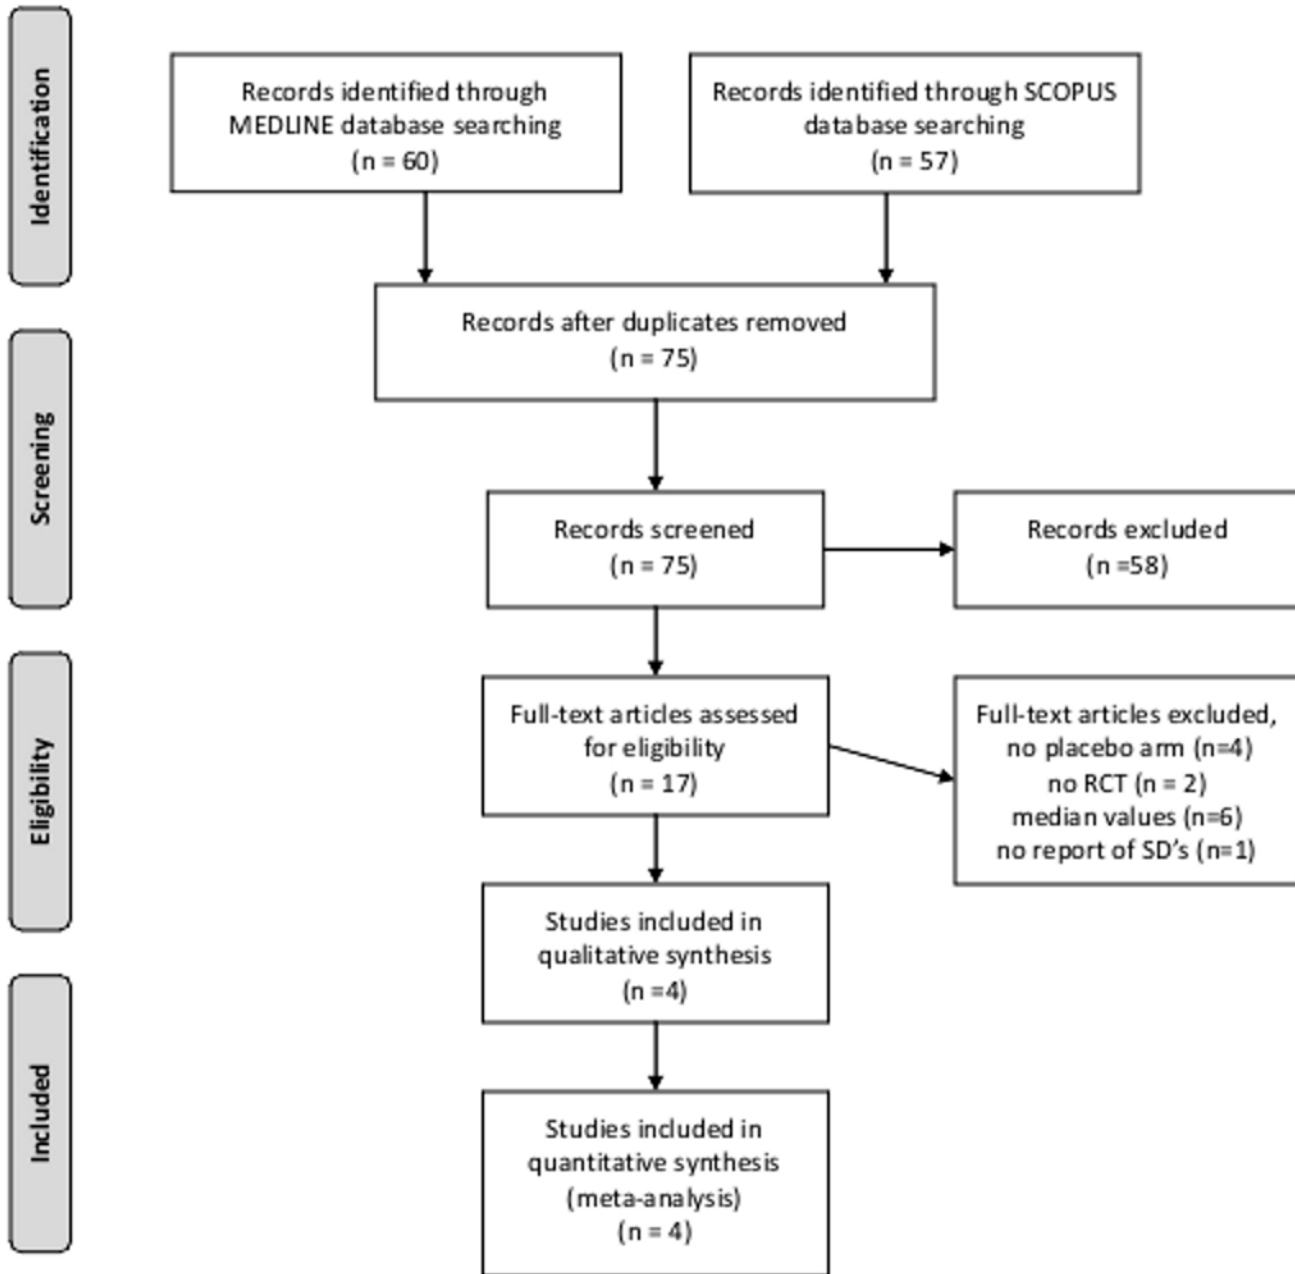 Identification
Records identified through
MEDLINE database searching
(n = 60)
Records identified through SCOPUS
database searching
(n = 57)
Records after duplicates removed
(n = 75)
Screening
Records screened
(n = 75)
Records excluded
(n =58)
Eligibility
Full-text articles assessed
for eligibility
(n = 17)
Full-text articles excluded,
no placebo arm (n=4)
no RCT (n = 2)
median values (n=6)
no report of SD’s (n=1)
Studies included in
qualitative synthesis
(n =4)
Included
Studies included in
quantitative synthesis
(meta-analysis)
(n = 4)